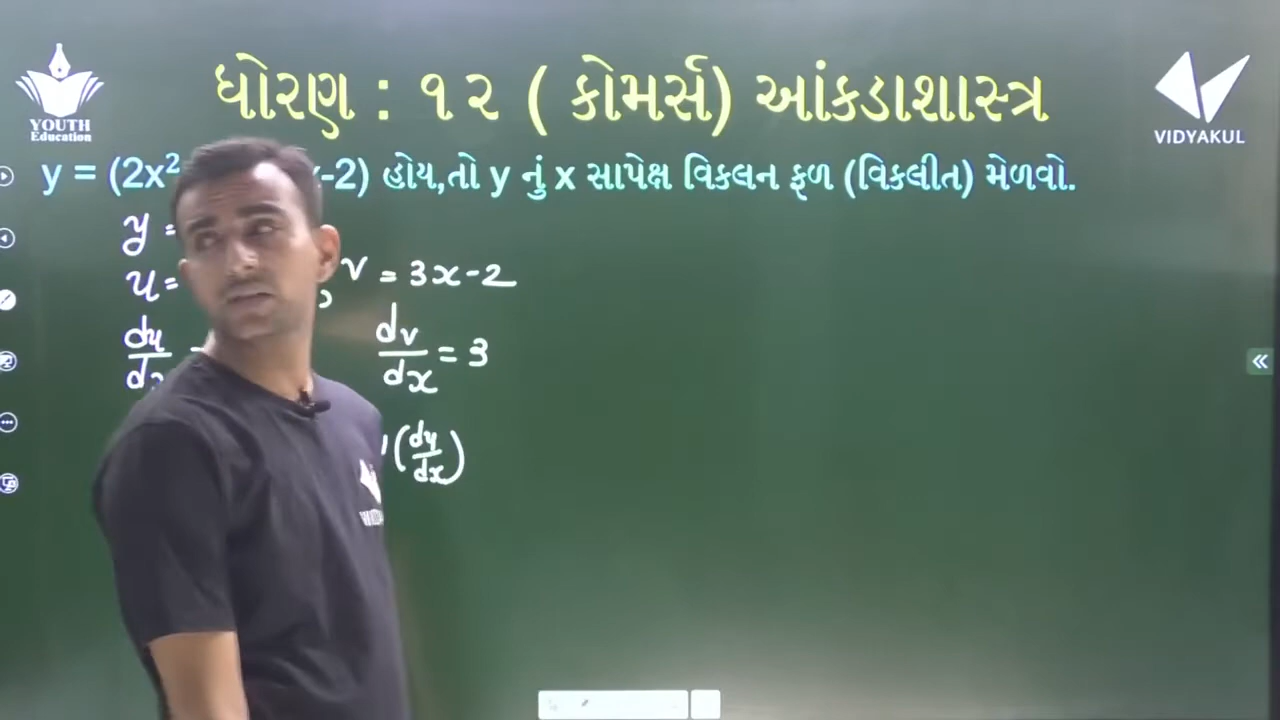 YOUTH
Education
ધોરણ : ૧૨ ( કોમર્સ) આંકડાશાસ્ત્ર
VIDYAKUL
y = (2x² -2) હોય,તો y નું x સાપેક્ષ વિકલન ફળ (વિકલીત) મેળવો.
y =
u = , v = 3x-2
du/dx dv/dx = 3
(dy/dx)